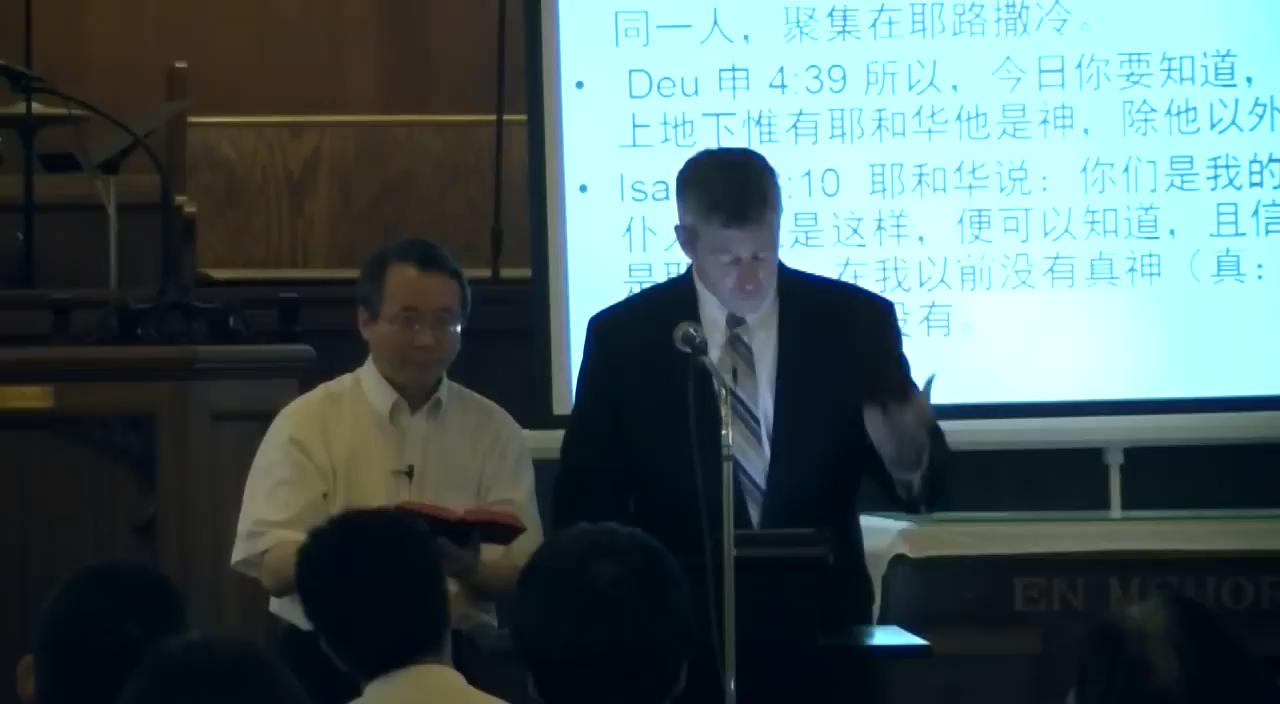 同一人，聚集在耶路撒冷。
• Deu 申 4:39 所以，今日你要知道，
上地下惟有耶和华他是神，除他以外
• Isa :10 耶和华说：你们是我的
仆 是这样，便可以知道，且信
是 在我以前没有真神（真：
没有。
EN MEMOR